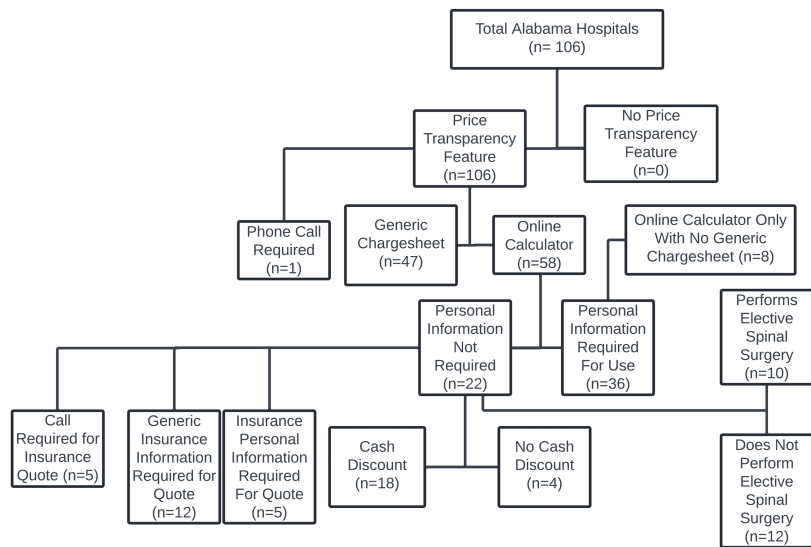 Total Alabama Hospitals
(n= 106)
Price
Transparency
Feature
(n=106)
No Price
Transparency
Feature
(n=0)
Phone Call
Required
(n=1)
Generic
Chargesheet
(n=47)
Online
Calculator
(n=58)
Online Calculator Only
With No Generic
Chargesheet (n=8)
Personal
Information
Not
Required
(n=22)
Personal
Information
Required
For Use
(n=36)
Performs
Elective
Spinal
Surgery
(n=10)
Call
Required for
Insurance
Quote (n=5)
Generic
Insurance
Information
Required for
Quote
(n=12)
Insurance
Personal
Information
Required
For Quote
(n=5)
Cash
Discount
(n=18)
No Cash
Discount
(n=4)
Does Not
Perform
Elective
Spinal
Surgery
(n=12)